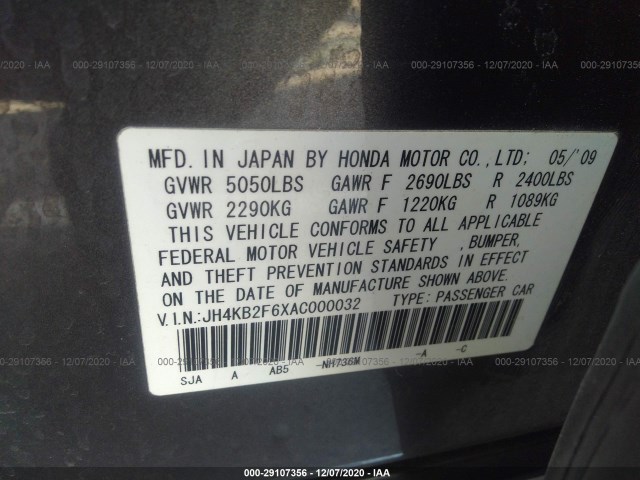 000-29107356 | 12/07/2020 - IAA 000-29107356 | 12/07/2020 - IAA 000-29107356 | 12/07/2020 - IAA
MFD. IN JAPAN BY HONDA MOTOR CO.,LTD; 05/'09
GVWR 5050LBS GAWR F 2690LBS R 2400LBS
GVWR 2290KG GAWR F 1220KG R 1089KG
THIS VEHICLE CONFORMS TO ALL APPLICABLE
FEDERAL MOTOR VEHICLE SAFETY , BUMPER,
AND THEFT PREVENTION STANDARDS IN EFFECT
ON THE DATE OF MANUFACTURE SHOWN ABOVE.
V.I.N.:JH4KB2F6XAC000032 TYPE: PASSENGER CAR
SJA A AB5 -NH736M -A -C
000-29107356 | 12/07/2020 - IAA